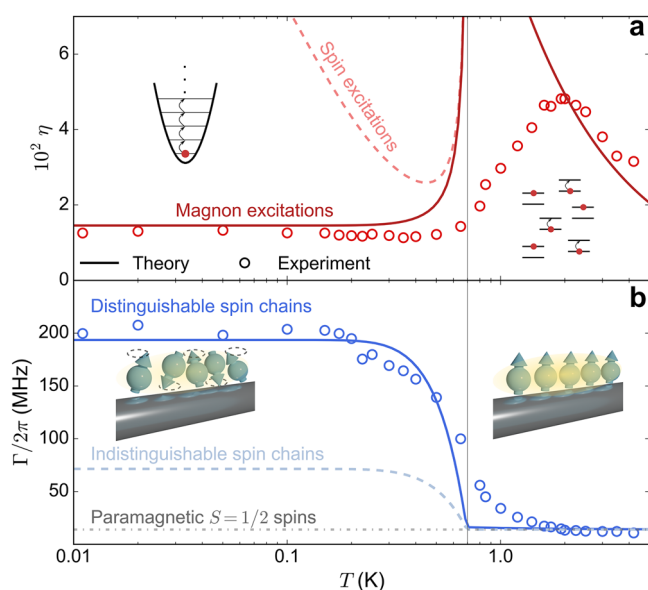 a
6
4
2
0
10² η
Spin excitations
Magnon excitations
Theory
Experiment
b
Distinguishable spin chains
200
150
100
50
Γ/2π (MHz)
Indistinguishable spin chains
Paramagnetic S = 1/2 spins
0.01
0.1
1.0
T (K)